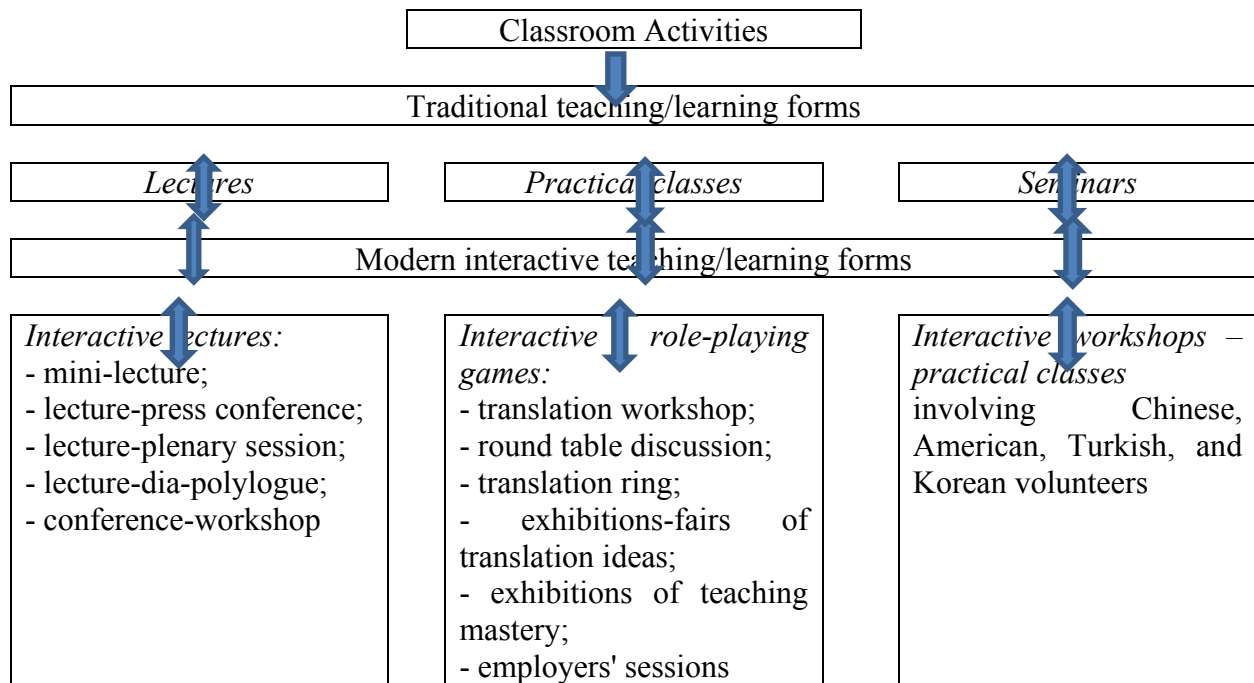 Classroom Activities
Traditional teaching/learning forms
Lectures
Practical classes
Seminars
Modern interactive teaching/learning forms
Interactive lectures:
- mini-lecture;
- lecture-press conference;
- lecture-plenary session;
- lecture-dia-polylogue;
- conference-workshop
Interactive role-playing
games:
- translation workshop;
- round table discussion;
- translation ring;
- exhibitions-fairs of
translation ideas;
- exhibitions of teaching
mastery;
- employers' sessions
Interactive workshops –
practical classes
involving Chinese,
American, Turkish, and
Korean volunteers